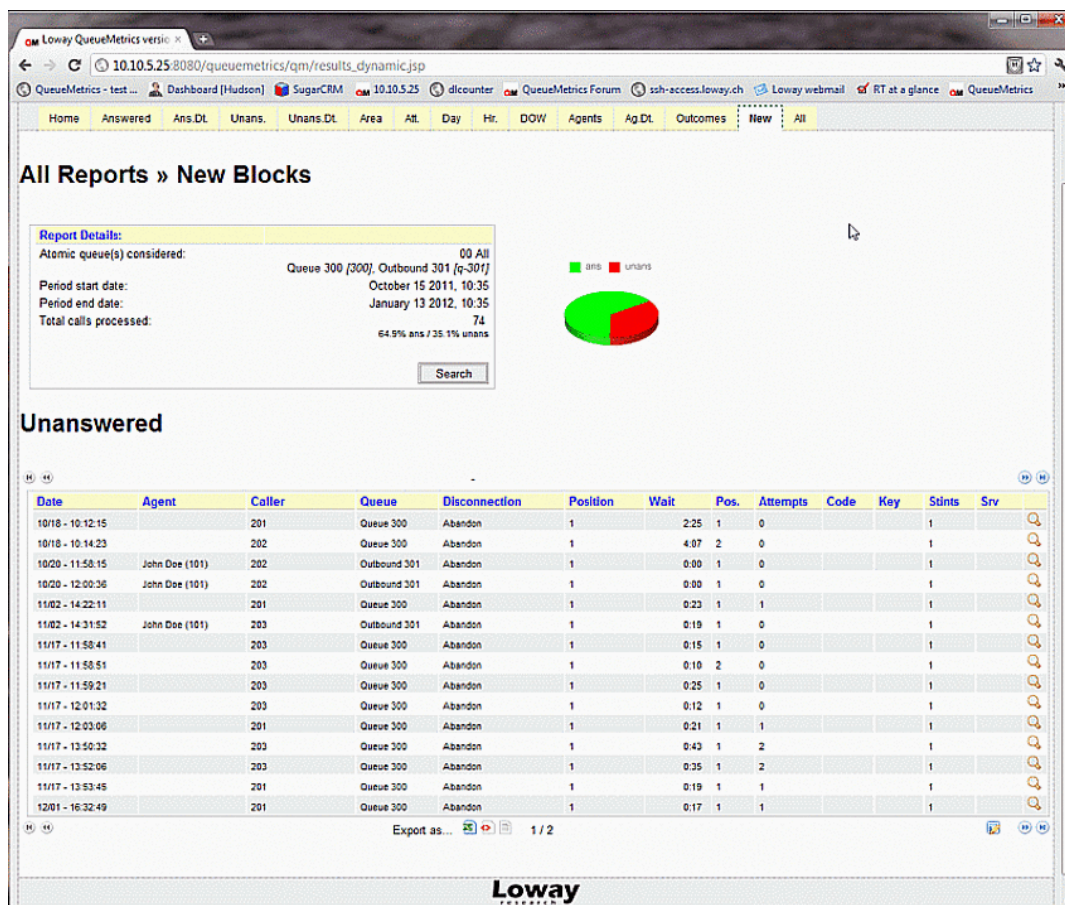 QM Loway QueueMetrics versio ×
10.10.5.25:8080/queuemetrics/qm/results_dynamic.jsp
QueueMetrics - test ... Dashboard [Hudson] SugarCRM QM 10.10.5.25 dlcounter QM QueueMetrics Forum ssh-access.loway.ch Loway webmail RT at a glance QM QueueMetrics »
Home Answered Ans.Dt. Unans. Unans.Dt. Area Att. Day Hr. DOW Agents Ag.Dt. Outcomes New All
All Reports » New Blocks
Report Details:
Atomic queue(s) considered: 00 All
Queue 300 [300], Outbound 301 [q-301]
Period start date: October 15 2011, 10:35
Period end date: January 13 2012, 10:35
Total calls processed: 74
64.9% ans / 35.1% unans
Search
ans unans
Unanswered
-
Date Agent Caller Queue Disconnection Position Wait Pos. Attempts Code Key Stints Srv
10/18 - 10:12:15 201 Queue 300 Abandon 1 2:25 1 0 1
10/18 - 10:14:23 202 Queue 300 Abandon 1 4:07 2 0 1
10/20 - 11:58:15 John Doe (101) 202 Outbound 301 Abandon 1 0:00 1 0 1
10/20 - 12:00:36 John Doe (101) 202 Outbound 301 Abandon 1 0:00 1 0 1
11/02 - 14:22:11 201 Queue 300 Abandon 1 0:23 1 1 1
11/02 - 14:31:52 John Doe (101) 203 Outbound 301 Abandon 1 0:19 1 0 1
11/17 - 11:58:41 203 Queue 300 Abandon 1 0:15 1 0 1
11/17 - 11:58:51 203 Queue 300 Abandon 1 0:10 2 0 1
11/17 - 11:59:21 203 Queue 300 Abandon 1 0:25 1 0 1
11/17 - 12:01:32 203 Queue 300 Abandon 1 0:12 1 0 1
11/17 - 12:03:06 201 Queue 300 Abandon 1 0:21 1 1 1
11/17 - 13:50:32 203 Queue 300 Abandon 1 0:43 1 2 1
11/17 - 13:52:06 203 Queue 300 Abandon 1 0:35 1 2 1
11/17 - 13:53:45 201 Queue 300 Abandon 1 0:19 1 1 1
12/01 - 16:32:49 201 Queue 300 Abandon 1 0:17 1 1 1
Export as... 1 / 2
Loway
research